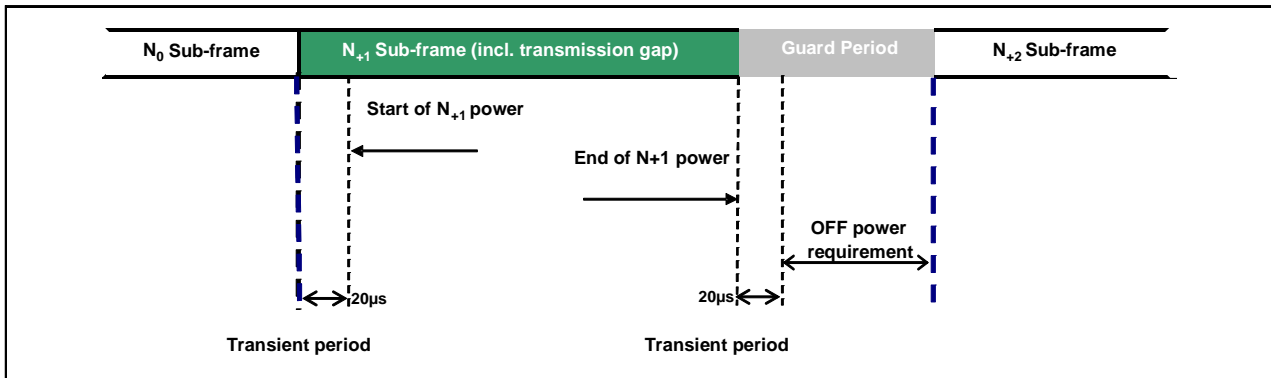 N0 Sub-frame
N+1 Sub-frame (incl. transmission gap)
Guard Period
N+2 Sub-frame
Start of N+1 power
End of N+1 power
OFF power
requirement
20µs
20µs
Transient period
Transient period